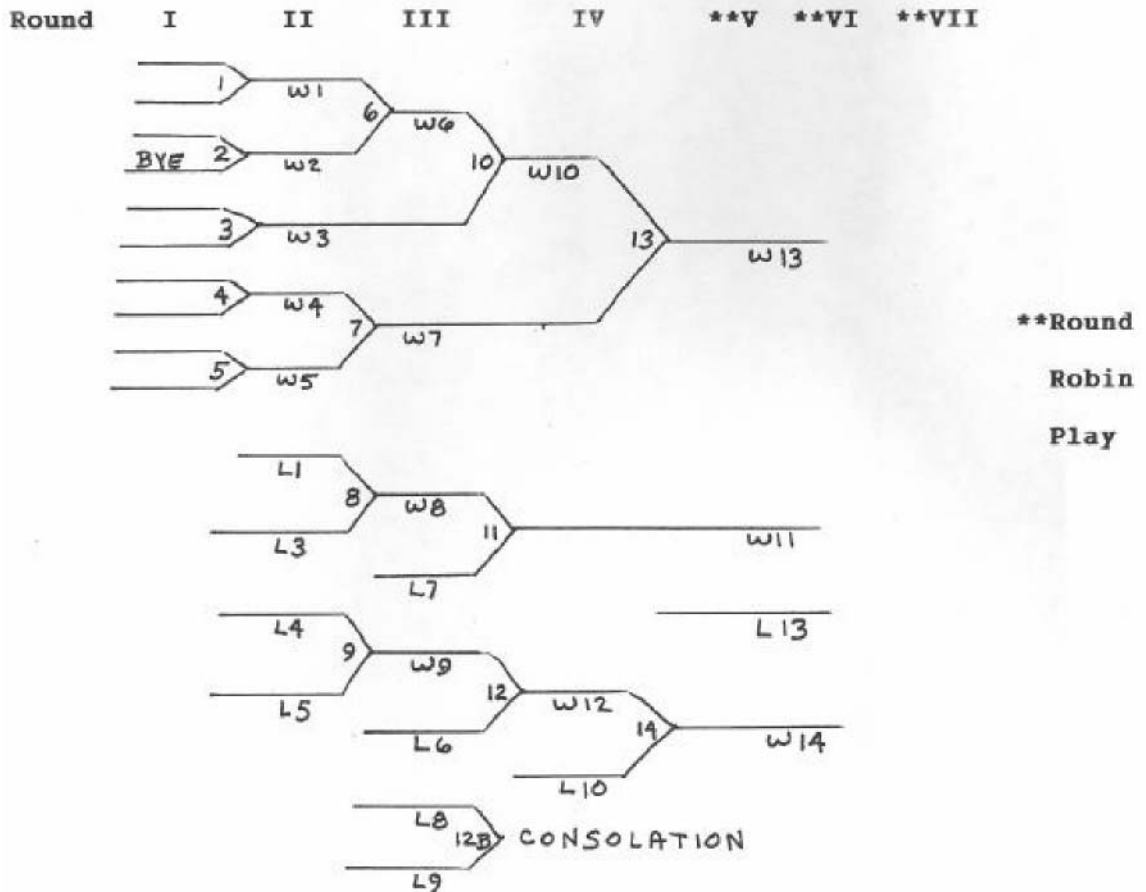 Round I II III IV **V **VI **VII
1 W1
6 W6
BYE 2 W2
10 W10
3 W3
13 W13
4 W4
7 W7
5 W5
**Round
Robin
Play
L1
8 W8
L3
11 W11
L7
L4
L13
9 W9
L5
12 W12
L6
14 W14
L10
L8
12B CONSOLATION
L9